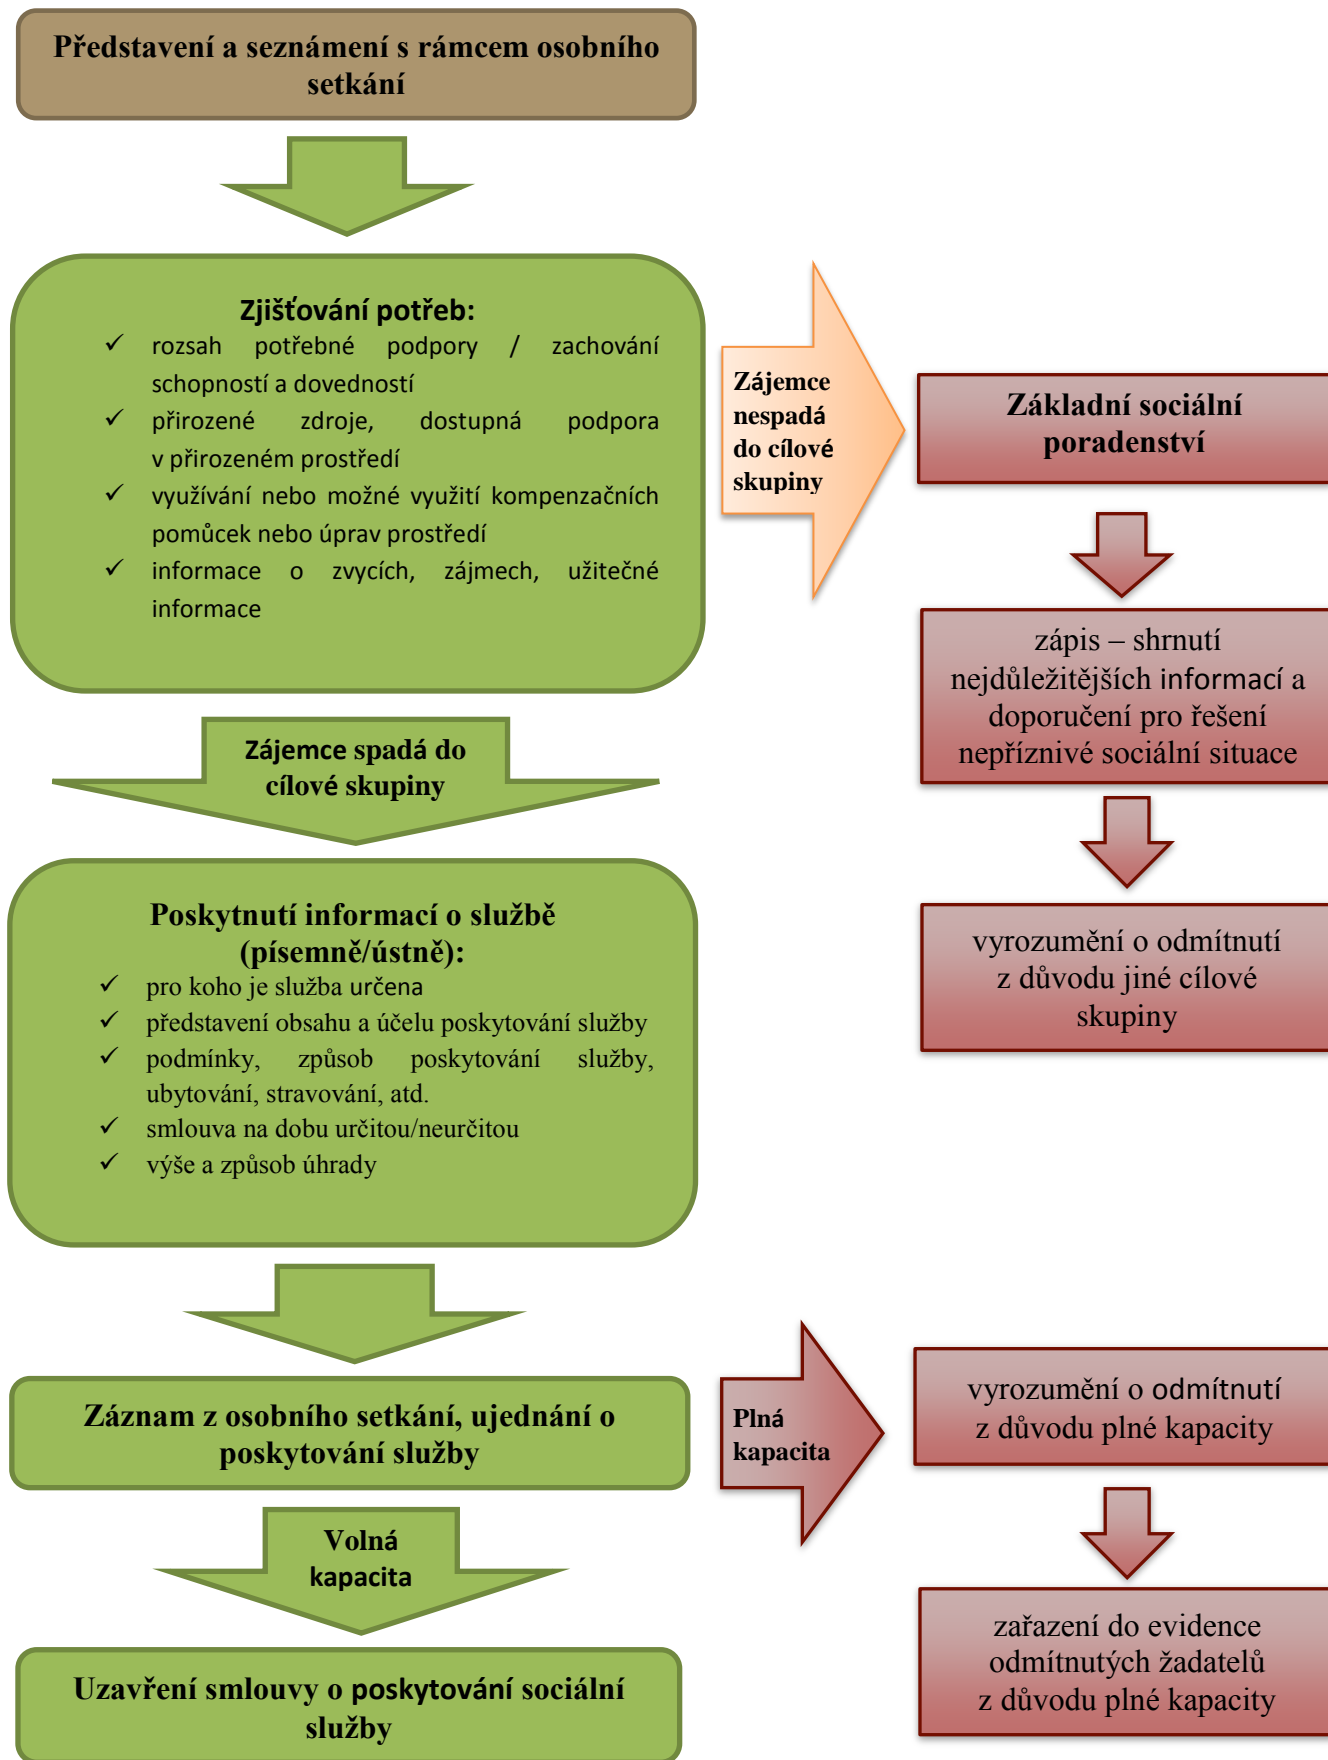 Představení a seznámení s rámcem osobního
setkání
Zjišťování potřeb:
✓ rozsah potřebné podpory / zachování
schopností a dovedností
✓ přirozené zdroje, dostupná podpora
v přirozeném prostředí
✓ využívání nebo možné využití kompenzačních
pomůcek nebo úprav prostředí
✓ informace o zvycích, zájmech, užitečné
informace
Zájemce
nespadá
do cílové
skupiny
Základní sociální
poradenství
zápis – shrnutí
nejdůležitějších informací a
doporučení pro řešení
nepříznivé sociální situace
vyrozumění o odmítnutí
z důvodu jiné cílové
skupiny
Zájemce spadá do
cílové skupiny
Poskytnutí informací o službě
(písemně/ústně):
✓ pro koho je služba určena
✓ představení obsahu a účelu poskytování služby
✓ podmínky, způsob poskytování služby,
ubytování, stravování, atd.
✓ smlouva na dobu určitou/neurčitou
✓ výše a způsob úhrady
Záznam z osobního setkání, ujednání o
poskytování služby
Plná
kapacita
vyrozumění o odmítnutí
z důvodu plné kapacity
zařazení do evidence
odmítnutých žadatelů
z důvodu plné kapacity
Volná
kapacita
Uzavření smlouvy o poskytování sociální
služby